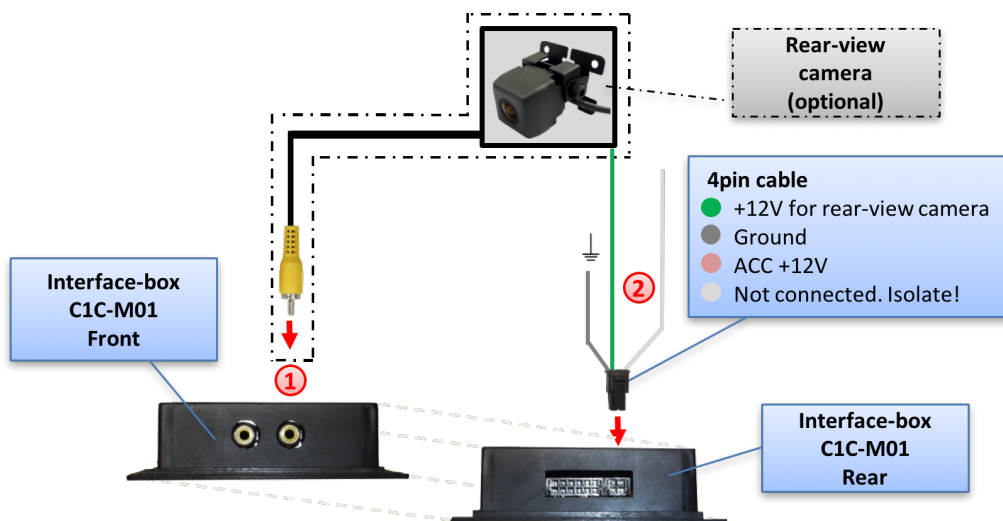 Rear-view
camera
(optional)
4pin cable
+12V for rear-view camera
Ground
ACC +12V
Not connected. Isolate!
2
Interface-box
C1C-M01
Front
1
Interface-box
C1C-M01
Rear